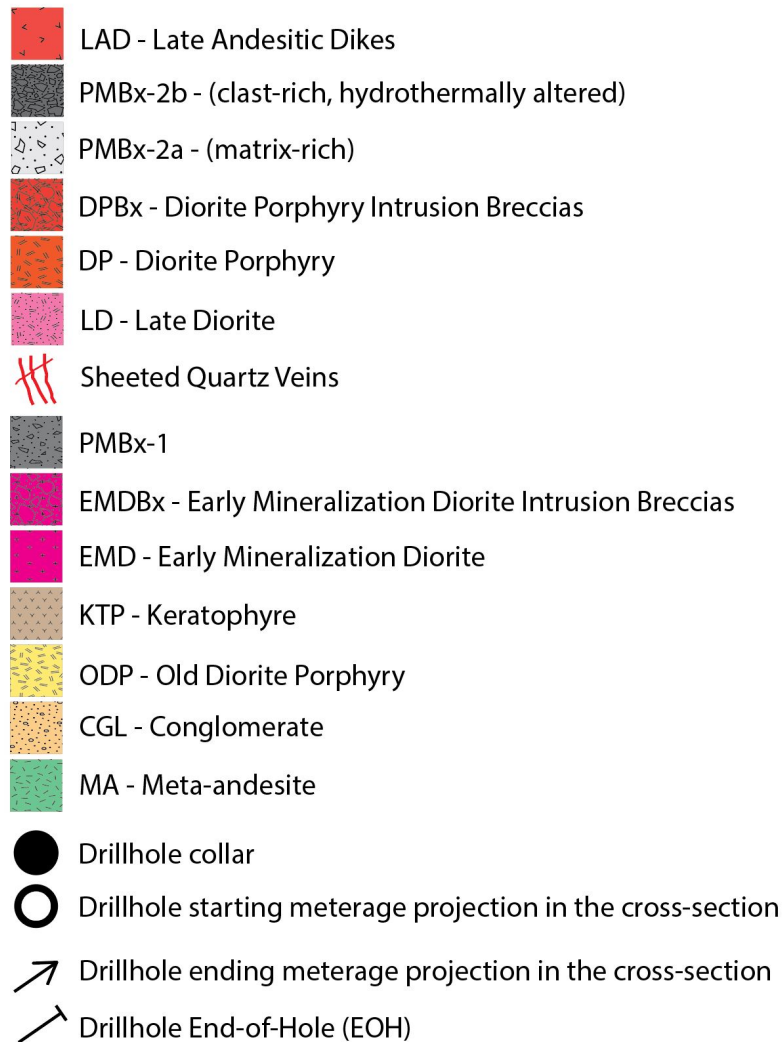 LAD - Late Andesitic Dikes
PMBx-2b - (clast-rich, hydrothermally altered)
PMBx-2a - (matrix-rich)
DPBx - Diorite Porphyry Intrusion Breccias
DP - Diorite Porphyry
LD - Late Diorite
Sheeted Quartz Veins
PMBx-1
EMDBx - Early Mineralization Diorite Intrusion Breccias
EMD - Early Mineralization Diorite
KTP - Keratophyre
ODP - Old Diorite Porphyry
CGL - Conglomerate
MA - Meta-andesite
Drillhole collar
Drillhole starting meterage projection in the cross-section
Drillhole ending meterage projection in the cross-section
Drillhole End-of-Hole (EOH)